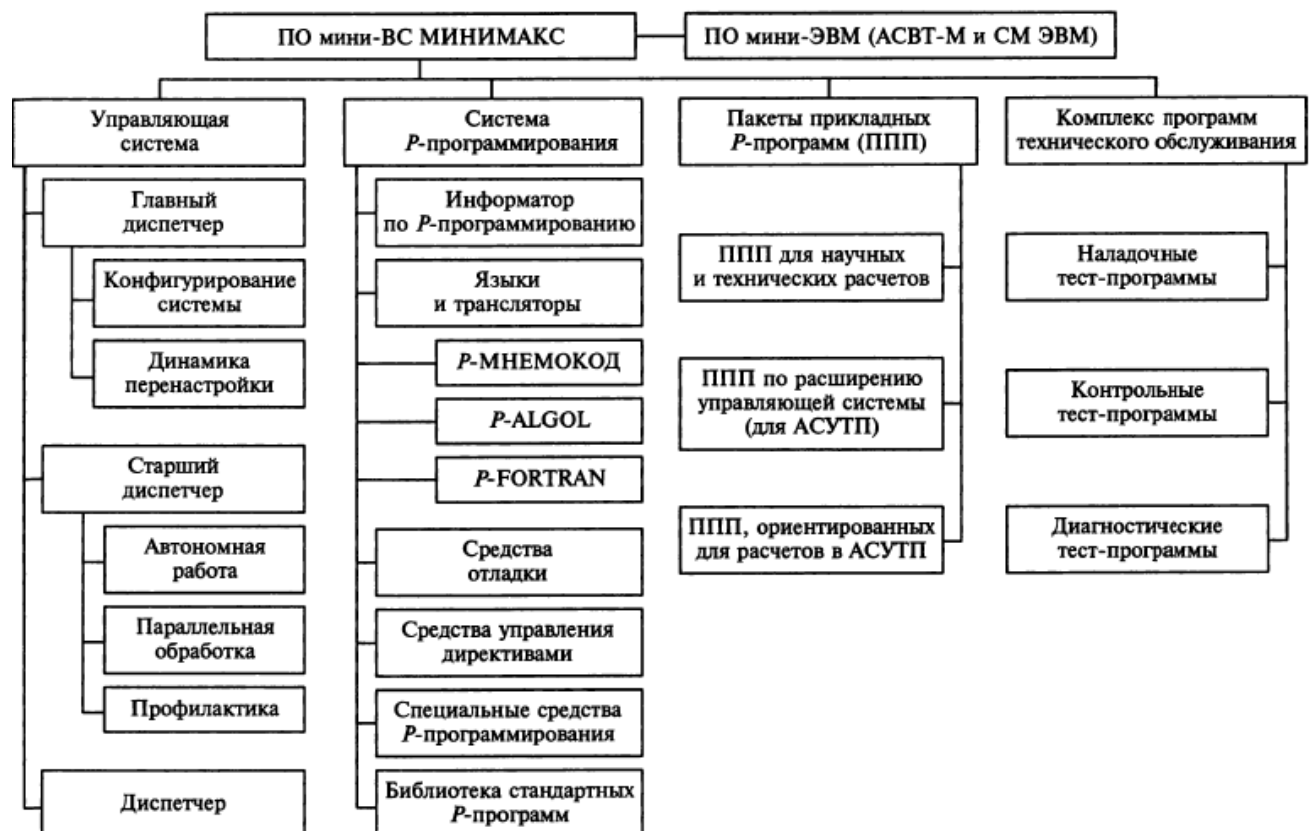 ПО мини-ВС МИНИМАКС
ПО мини-ЭВМ (АСВТ-М и СМ ЭВМ)
Управляющая
система
Главный
диспетчер
Конфигурирование
системы
Динамика
перенастройки
Старший
диспетчер
Автономная
работа
Параллельная
обработка
Профилактика
Диспетчер
Система
P-программирования
Информатор
по P-программированию
Языки
и трансляторы
P-МНЕМОКОД
P-ALGOL
P-FORTRAN
Средства
отладки
Средства управления
директивами
Специальные средства
P-программирования
Библиотека стандартных
P-программ
Пакеты прикладных
P-программ (ППП)
ППП для научных
и технических расчетов
ППП по расширению
управляющей системы
(для АСУТП)
ППП, ориентированных
для расчетов в АСУТП
Комплекс программ
технического обслуживания
Наладочные
тест-программы
Контрольные
тест-программы
Диагностические
тест-программы